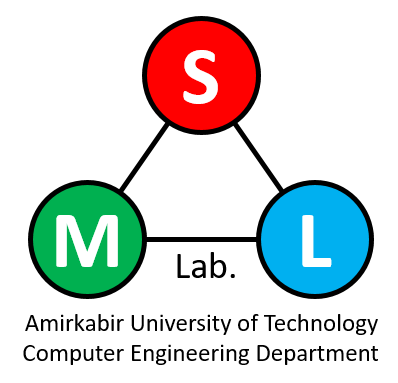 S
M L
Lab.
Amirkabir University of Technology
Computer Engineering Department